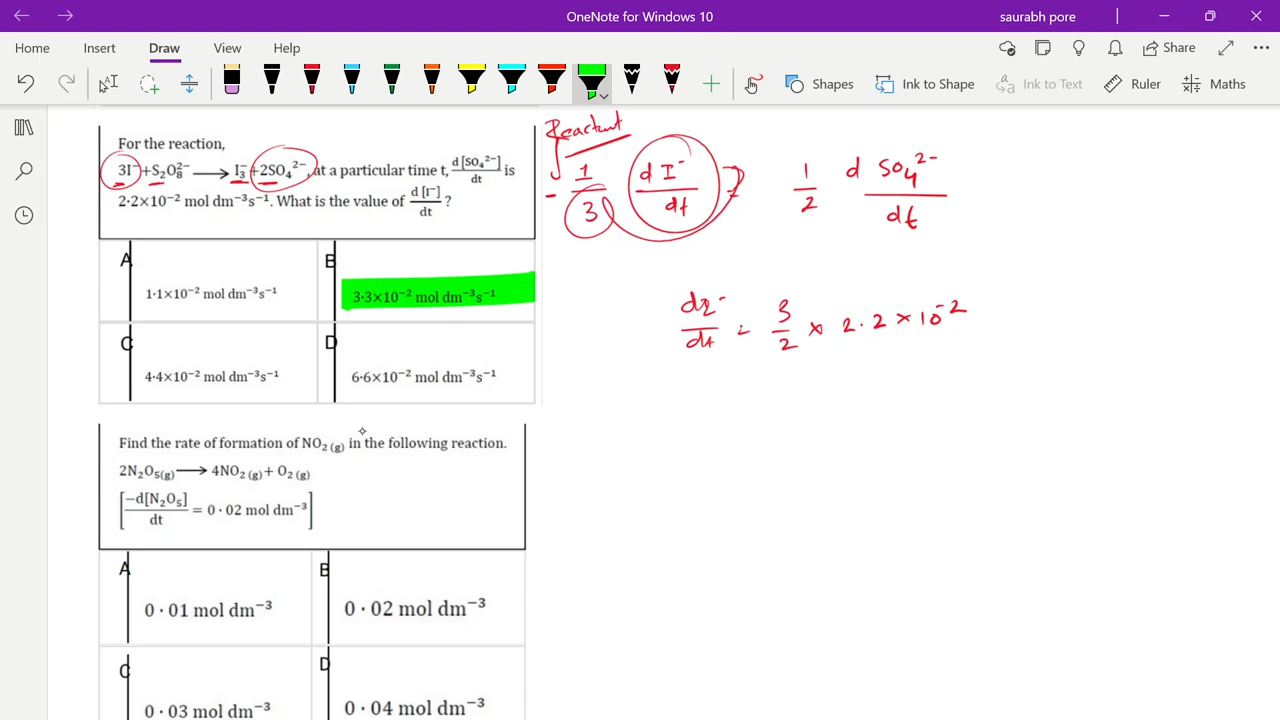 OneNote for Windows 10
saurabh pore
Home Insert Draw View Help
Share
Shapes
Ink to Shape
Ink to Text
Ruler
Maths
For the reaction,
3I⁻+S₂O₈²⁻ ⟶ I₃⁻+2SO₄²⁻, at a particular time t, d[SO₄²⁻]/dt is
2·2×10⁻² mol dm⁻³s⁻¹. What is the value of d [I⁻]/dt ?
A
1·1×10⁻² mol dm⁻³s⁻¹
B
3·3×10⁻² mol dm⁻³s⁻¹
C
4·4×10⁻² mol dm⁻³s⁻¹
D
6·6×10⁻² mol dm⁻³s⁻¹
Reactant
- 1/3 d I⁻/dt = 1/2 d SO₄²⁻/dt
dI⁻/dt = 3/2 × 2.2 × 10⁻²
Find the rate of formation of NO₂ (g) in the following reaction.
2N₂O₅(g) ⟶ 4NO₂ (g) + O₂ (g)
[−d[N₂O₅]/dt = 0·02 mol dm⁻³]
A
0·01 mol dm⁻³
B
0·02 mol dm⁻³
C
0·03 mol dm⁻³
D
0·04 mol dm⁻³